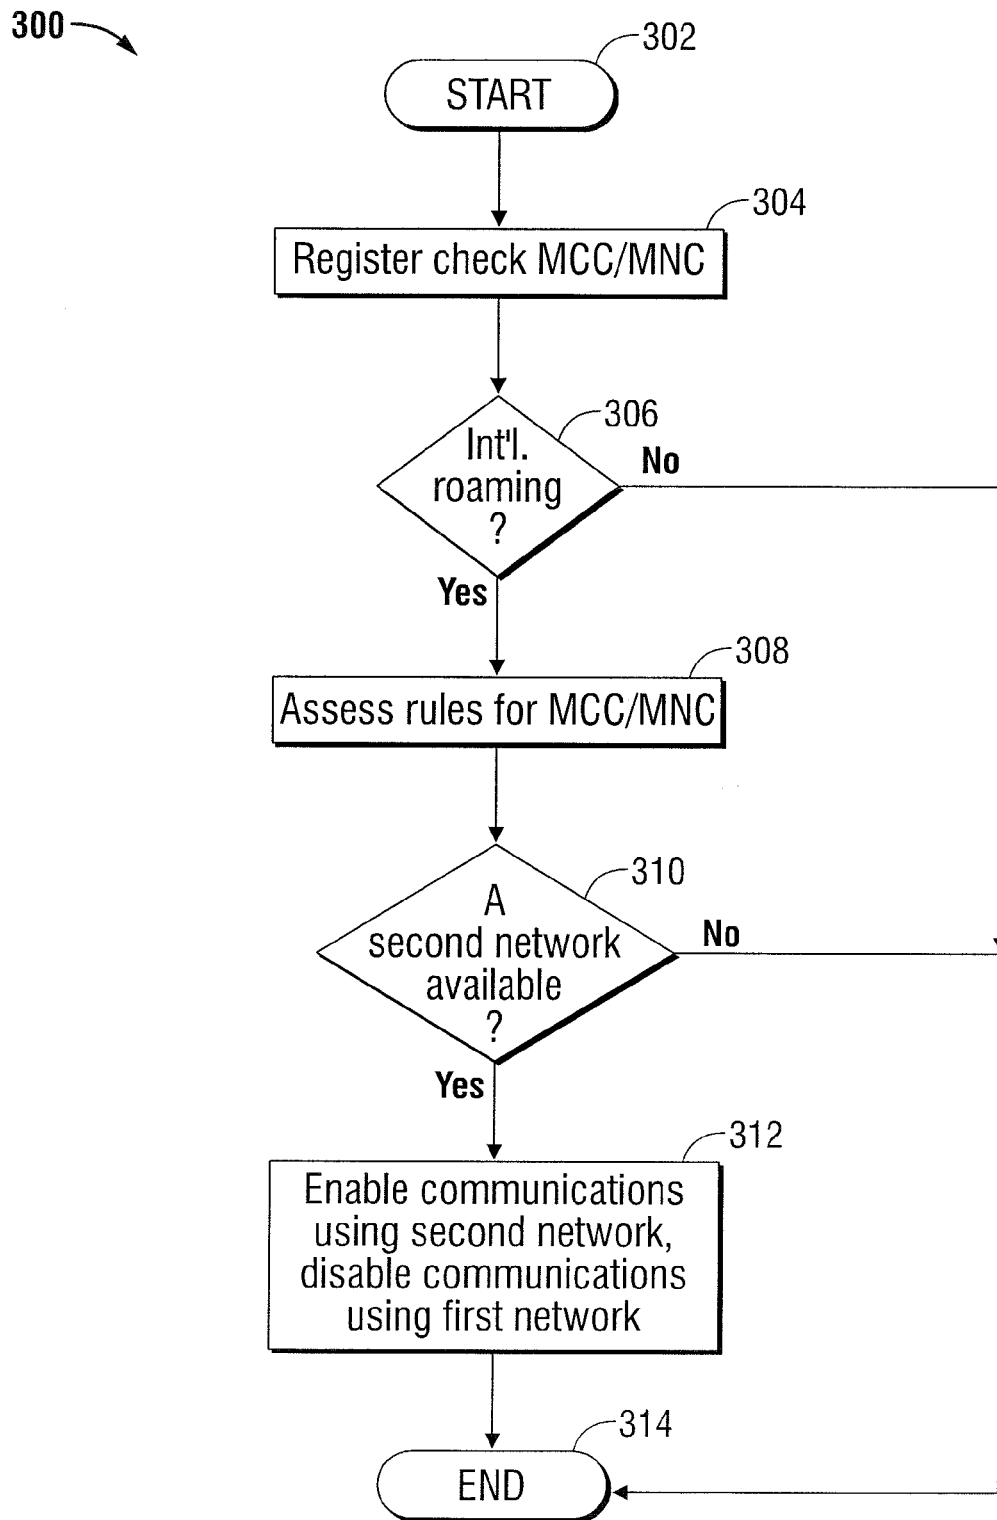 300
302
START
304
Register check MCC/MNC
306
Int'l.
roaming
?
No
Yes
308
Assess rules for MCC/MNC
310
A
second network
available
?
No
Yes
312
Enable communications
using second network,
disable communications
using first network
314
END